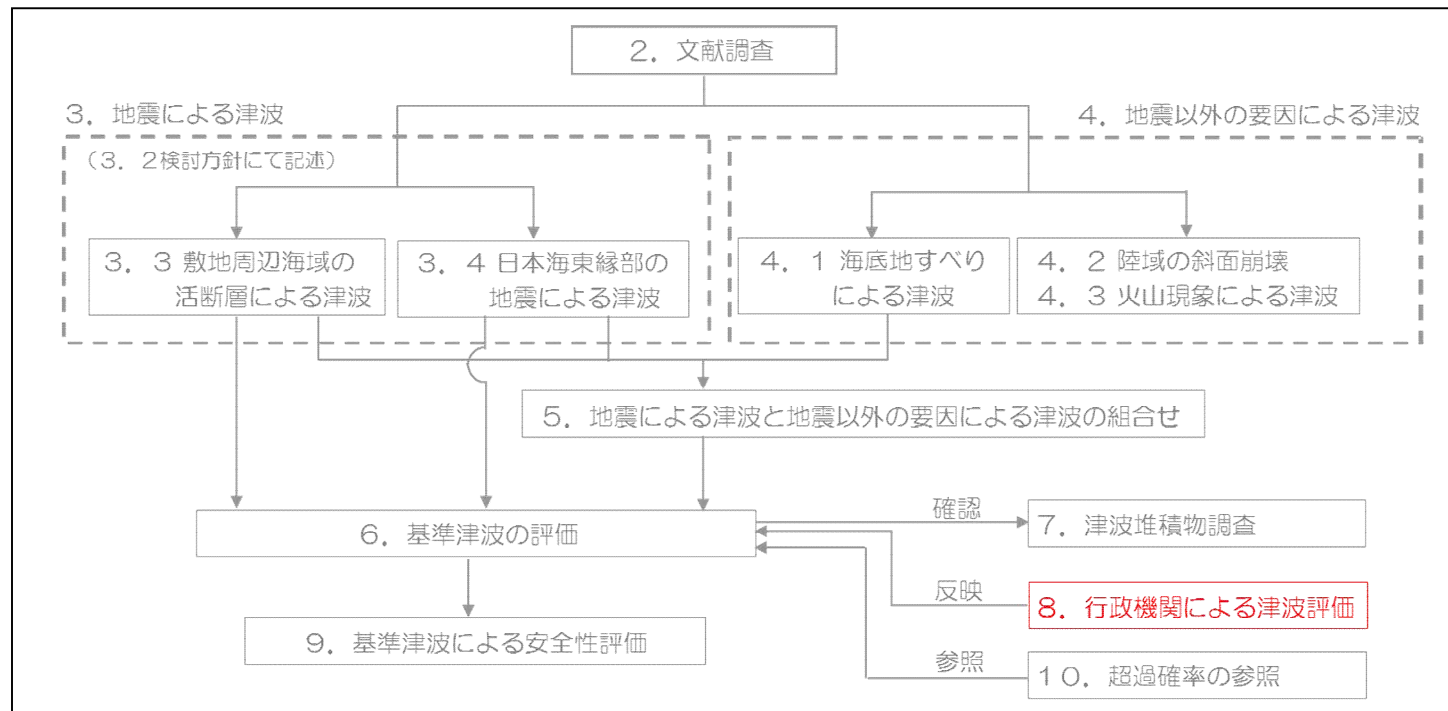 2．文献調査
3．地震による津波
4．地震以外の要因による津波
（3．2検討方針にて記述）
3．3 敷地周辺海域の
活断層による津波
3．4 日本海東縁部の
地震による津波
4．1 海底地すべり
による津波
4．2 陸域の斜面崩壊
4．3 火山現象による津波
5．地震による津波と地震以外の要因による津波の組合せ
6．基準津波の評価
確認
7．津波堆積物調査
反映
8．行政機関による津波評価
9．基準津波による安全性評価
参照
10．超過確率の参照